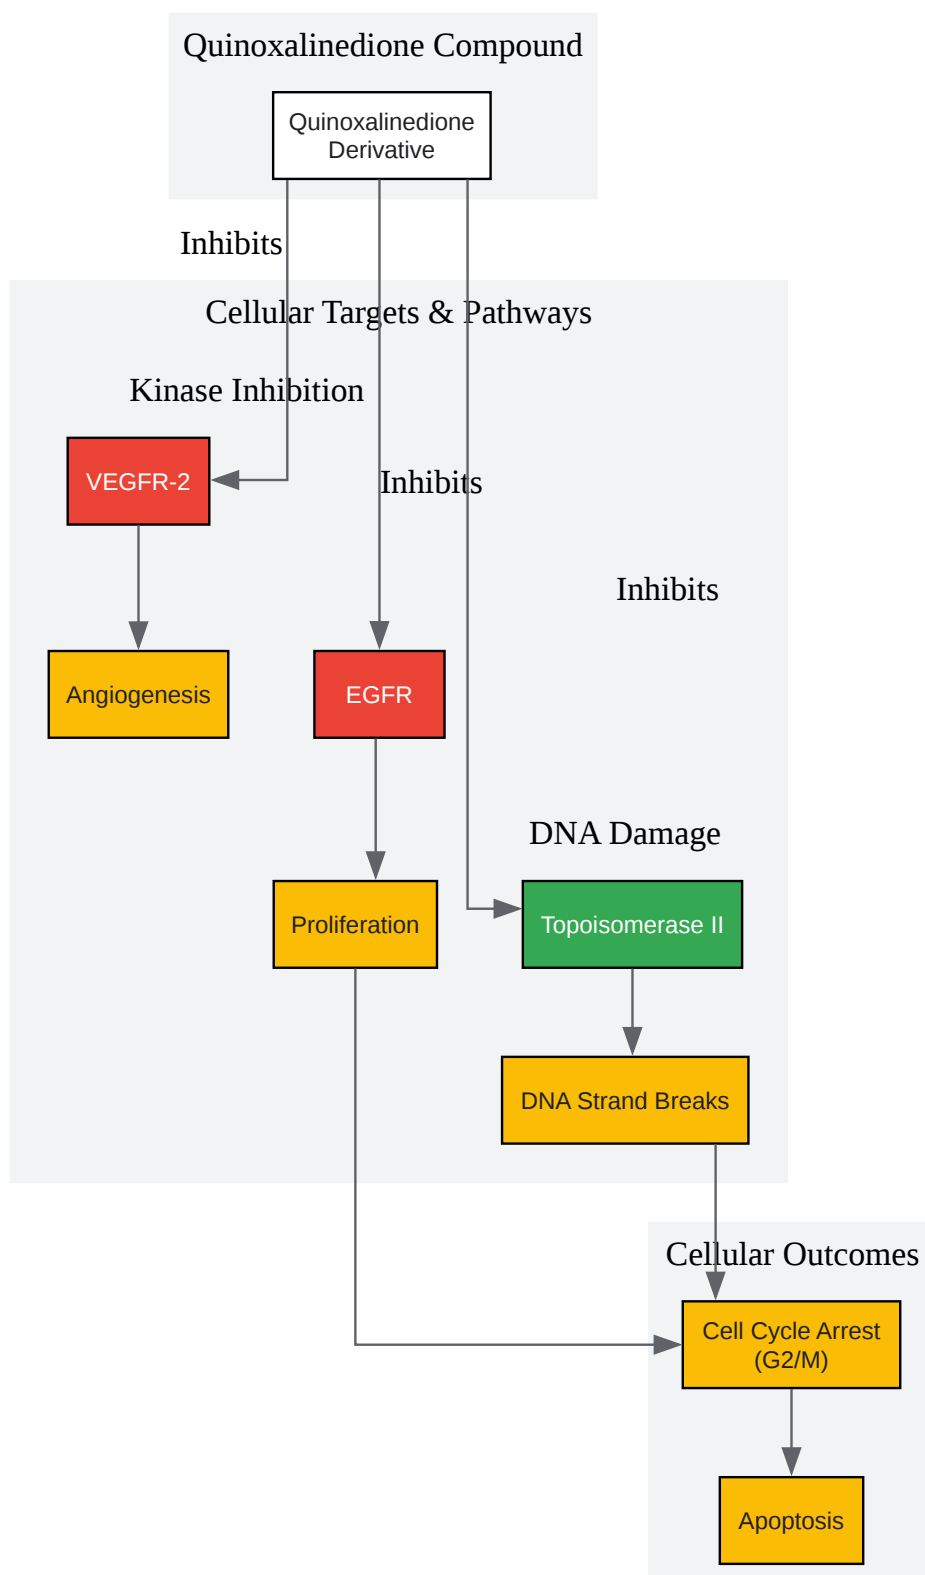 Quinoxalinedione Compound
Quinoxalinedione
Derivative
Inhibits
Cellular Targets & Pathways
Kinase Inhibition
VEGFR-2
Inhibits
Inhibits
Angiogenesis
EGFR
DNA Damage
Proliferation
Topoisomerase II
DNA Strand Breaks
Cellular Outcomes
Cell Cycle Arrest
(G2/M)
Apoptosis